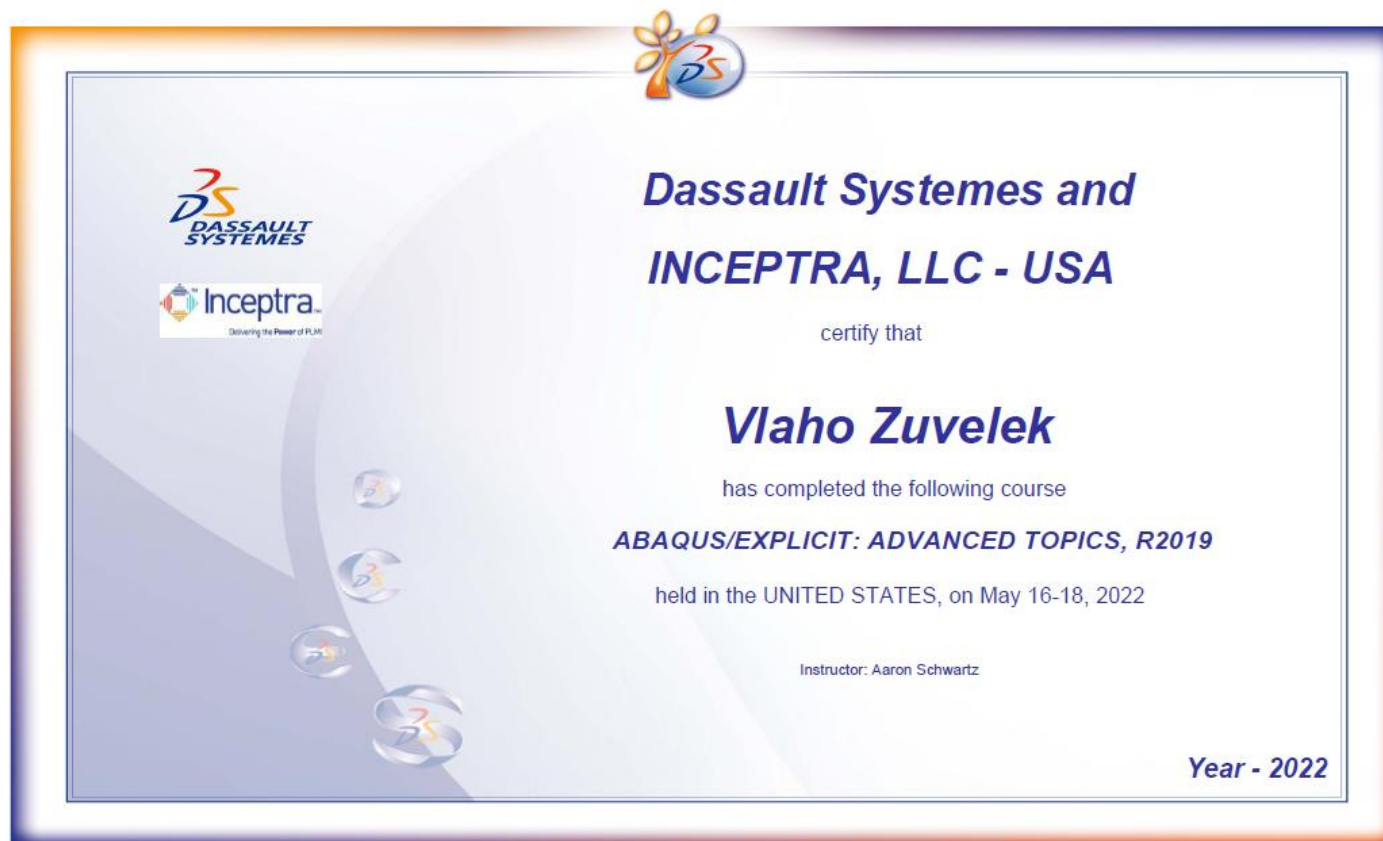 DS
DASSAULT
SYSTEMES
Inceptra™
Delivering the Power of PLM!
Dassault Systemes and
INCEPTRA, LLC - USA
certify that
Vlaho Zuvelek
has completed the following course
ABAQUS/EXPLICIT: ADVANCED TOPICS, R2019
held in the UNITED STATES, on May 16-18, 2022
Instructor: Aaron Schwartz
Year - 2022